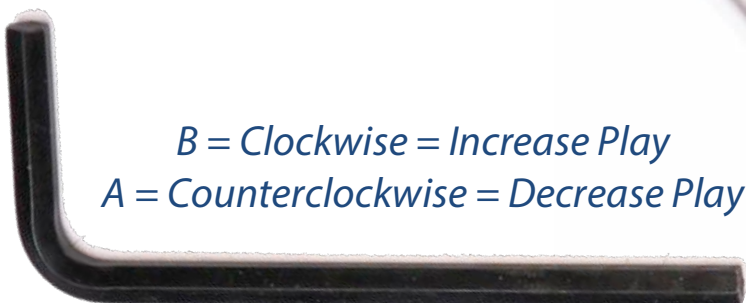 B = Clockwise = Increase Play
A = Counterclockwise = Decrease Play